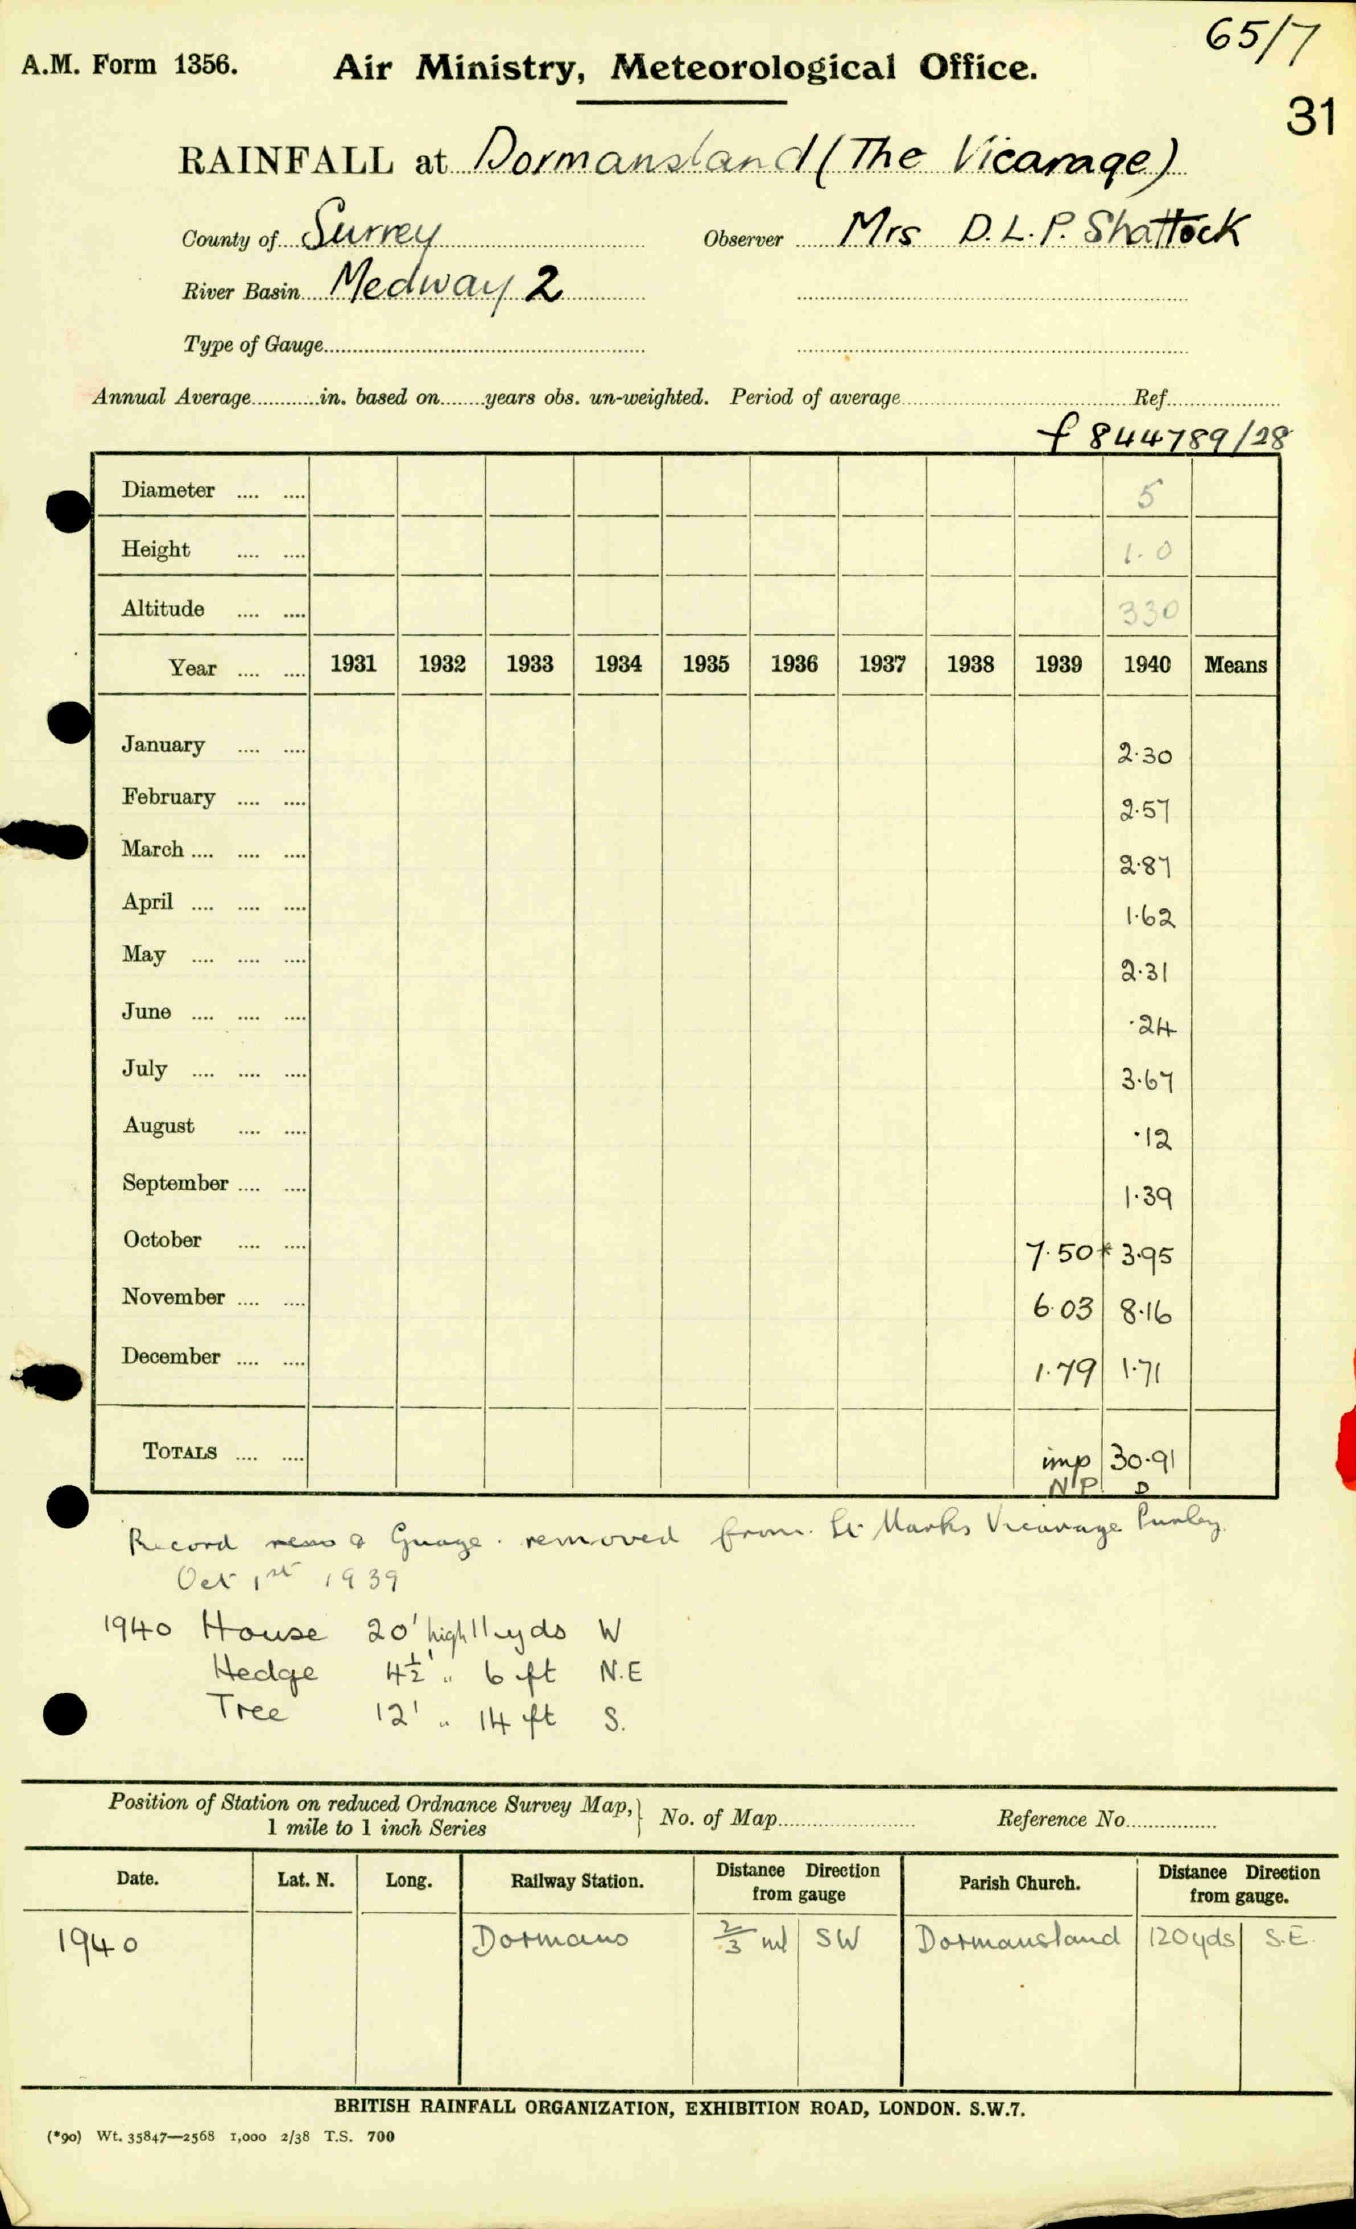 65/7
A.M. Form 1356. Air Ministry, Meteorological Office.
31
RAINFALL at Dormansland (The Vicarage)
County of Surrey Observer Mrs D.L.P. Shattock
River Basin Medway 2
Type of Gauge
Annual Average in. based on years obs. un-weighted. Period of average Ref
f 844789/28
Diameter .... .... 5
Height .... .... 1.0
Altitude .... .... 330
Year .... .... 1931 1932 1933 1934 1935 1936 1937 1938 1939 1940 Means
January .... .... 2.30
February .... .... 2.57
March .... .... .... 2.87
April .... .... .... 1.62
May .... .... .... 2.31
June .... .... .... .24
July .... .... .... 3.67
August .... .... .12
September .... .... 1.39
October .... .... 7.50* 3.95
November .... .... 6.03 8.16
December .... .... 1.79 1.71
TOTALS .... .... imp 30.91
NP D
Record Guage. removed from St Marks Vicarage Purley
Oct 1st 1939
1940 House 20' high 11 yds W
Hedge 4½' " 6 ft N.E
Tree 12' " 14 ft S.
Position of Station on reduced Ordnance Survey Map, 1 mile to 1 inch Series } No. of Map Reference No.
Date. Lat. N. Long. Railway Station. Distance Direction from gauge Parish Church. Distance Direction from gauge.
1940 Dormans 2/3 ml SW Dormansland 120 yds S.E.
BRITISH RAINFALL ORGANIZATION, EXHIBITION ROAD, LONDON. S.W.7.
(*90) Wt. 35847—2568 1,000 2/38 T.S. 700